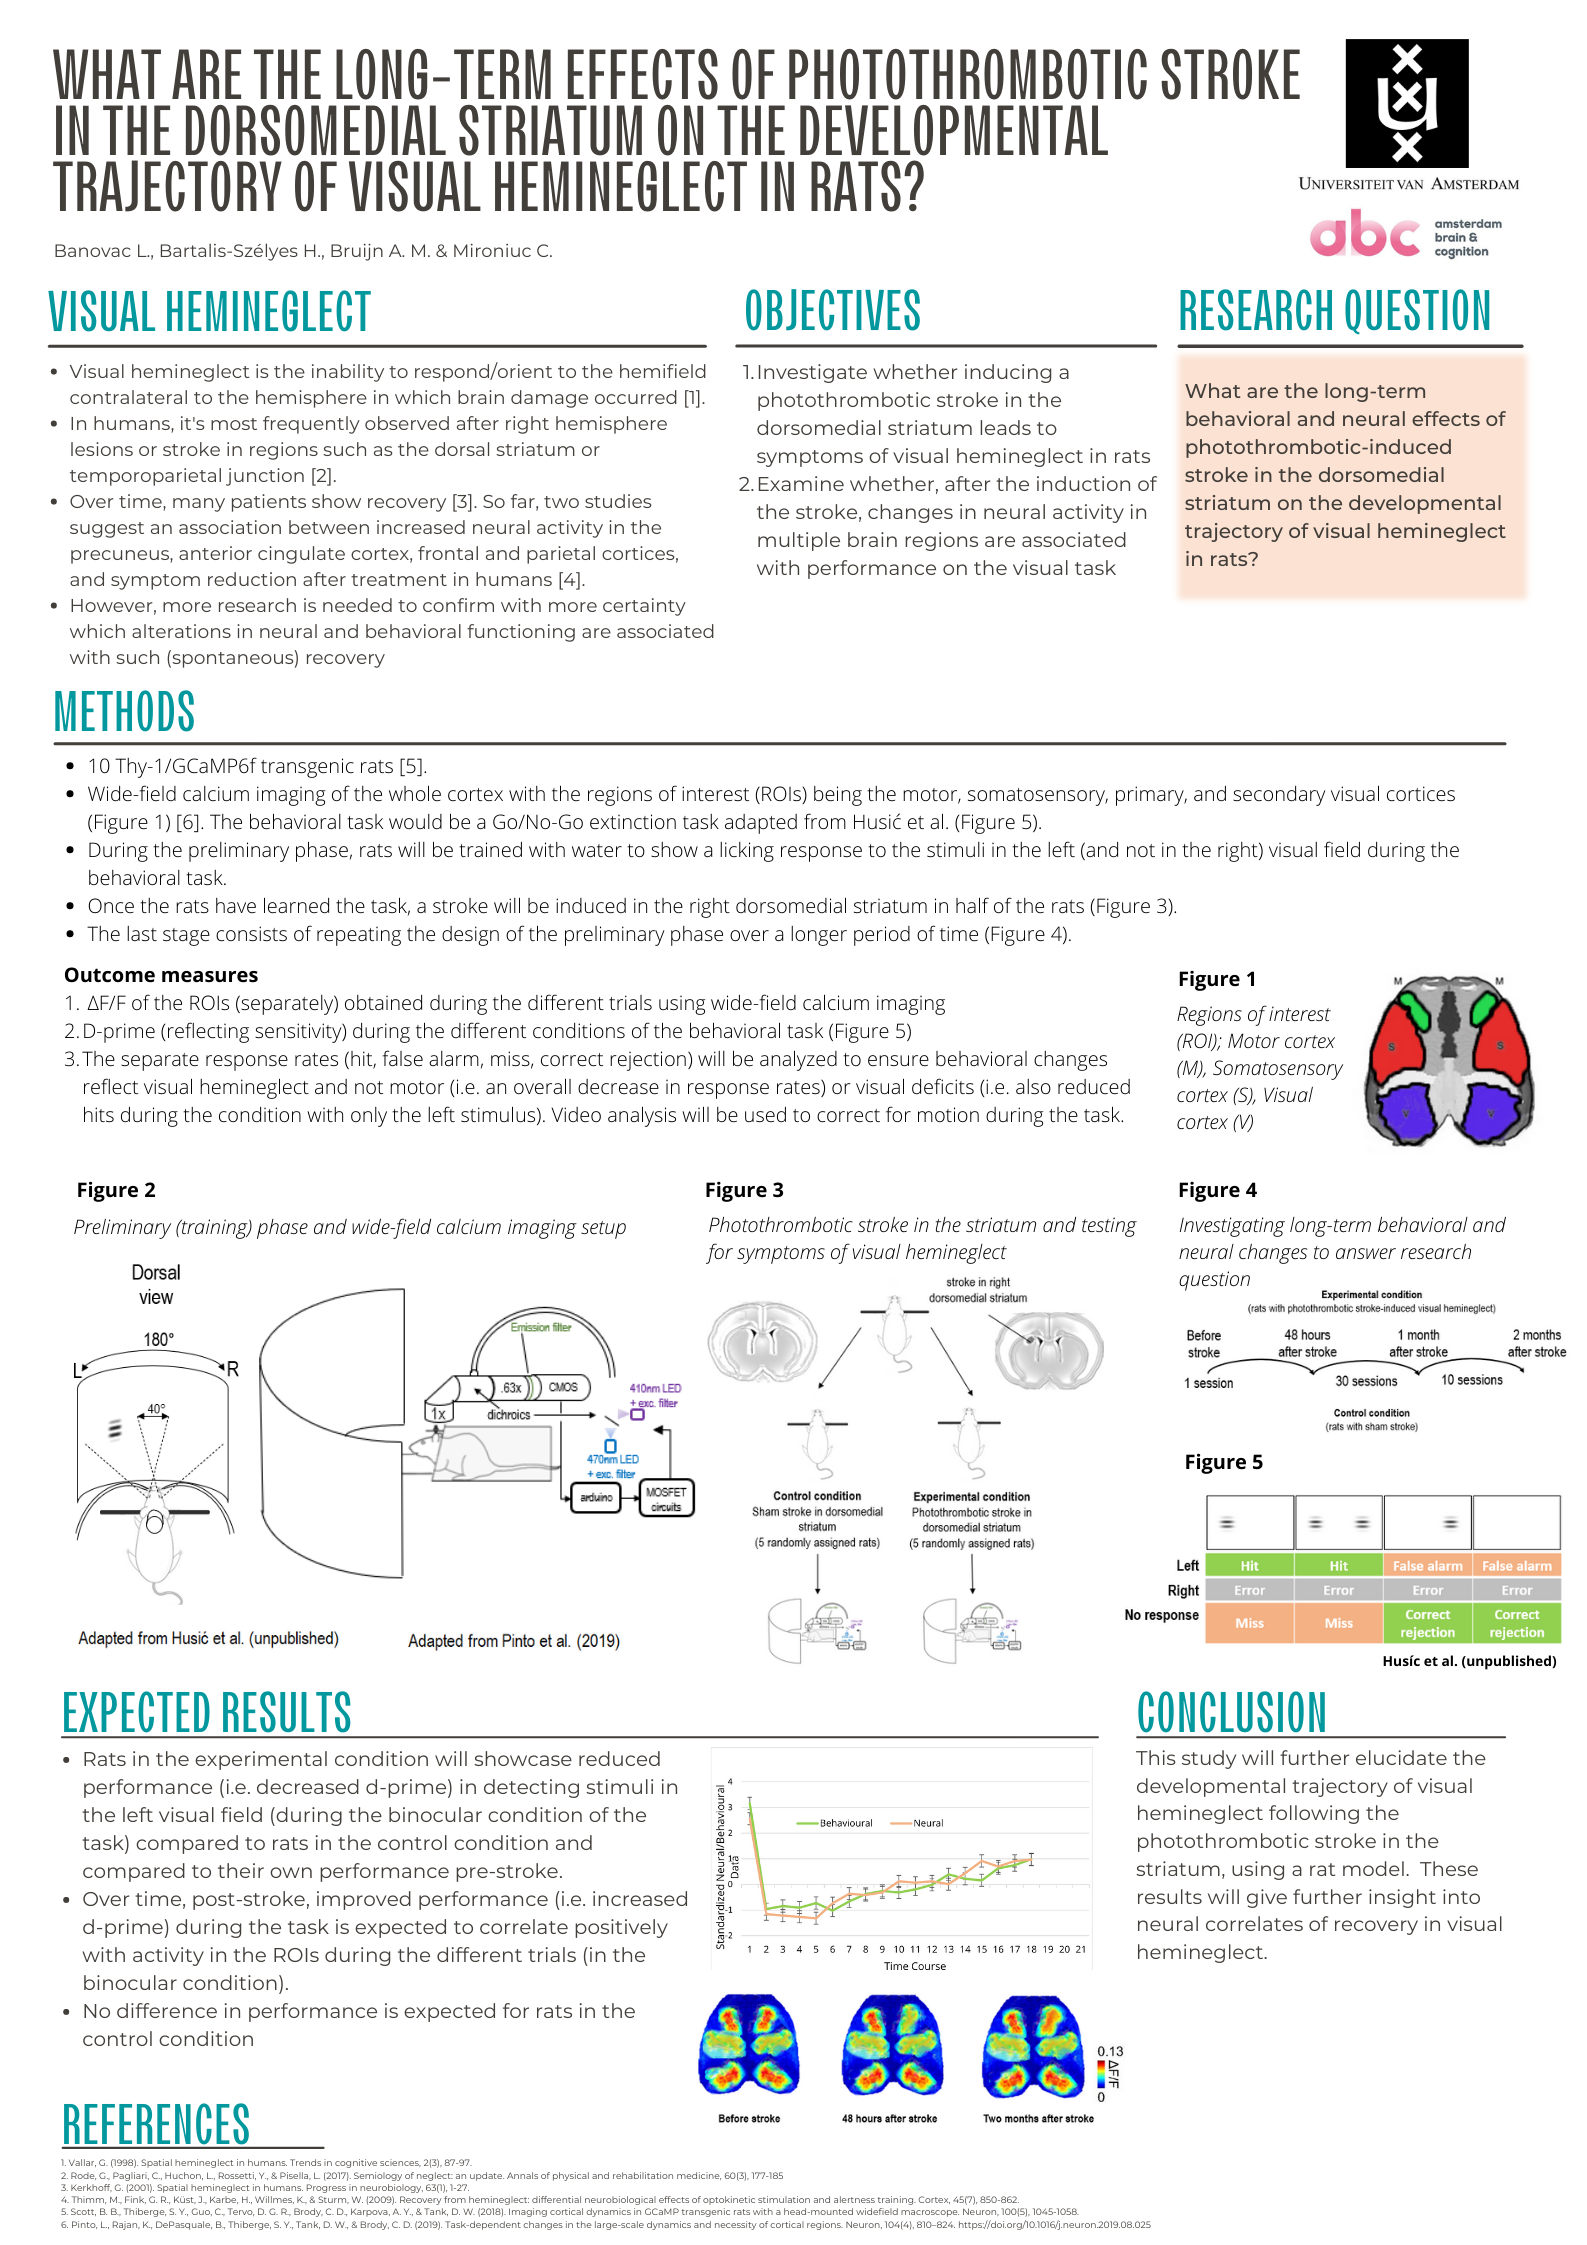 WHAT ARE THE LONG-TERM EFFECTS OF PHOTOTHROMBOTIC STROKE
IN THE DORSOMEDIAL STRIATUM ON THE DEVELOPMENTAL
TRAJECTORY OF VISUAL HEMINEGLECT IN RATS?
Banovac L., Bartalis-Szélyes H., Bruijn A. M. & Mironiuc C.
UNIVERSITEIT VAN AMSTERDAM
abc
amsterdam
brain &
cognition
VISUAL HEMINEGLECT
• Visual hemineglect is the inability to respond/orient to the hemifield
contralateral to the hemisphere in which brain damage occurred [1].
• In humans, it's most frequently observed after right hemisphere
lesions or stroke in regions such as the dorsal striatum or
temporoparietal junction [2].
• Over time, many patients show recovery [3]. So far, two studies
suggest an association between increased neural activity in the
precuneus, anterior cingulate cortex, frontal and parietal cortices,
and symptom reduction after treatment in humans [4].
• However, more research is needed to confirm with more certainty
which alterations in neural and behavioral functioning are associated
with such (spontaneous) recovery
OBJECTIVES
1. Investigate whether inducing a
photothrombotic stroke in the
dorsomedial striatum leads to
symptoms of visual hemineglect in rats
2. Examine whether, after the induction of
the stroke, changes in neural activity in
multiple brain regions are associated
with performance on the visual task
RESEARCH QUESTION
What are the long-term
behavioral and neural effects of
photothrombotic-induced
stroke in the dorsomedial
striatum on the developmental
trajectory of visual hemineglect
in rats?
METHODS
• 10 Thy-1/GCaMP6f transgenic rats [5].
• Wide-field calcium imaging of the whole cortex with the regions of interest (ROIs) being the motor, somatosensory, primary, and secondary visual cortices
(Figure 1) [6]. The behavioral task would be a Go/No-Go extinction task adapted from Husić et al. (Figure 5).
• During the preliminary phase, rats will be trained with water to show a licking response to the stimuli in the left (and not in the right) visual field during the
behavioral task.
• Once the rats have learned the task, a stroke will be induced in the right dorsomedial striatum in half of the rats (Figure 3).
• The last stage consists of repeating the design of the preliminary phase over a longer period of time (Figure 4).
Outcome measures
1. ΔF/F of the ROIs (separately) obtained during the different trials using wide-field calcium imaging
2. D-prime (reflecting sensitivity) during the different conditions of the behavioral task (Figure 5)
3. The separate response rates (hit, false alarm, miss, correct rejection) will be analyzed to ensure behavioral changes
reflect visual hemineglect and not motor (i.e. an overall decrease in response rates) or visual deficits (i.e. also reduced
hits during the condition with only the left stimulus). Video analysis will be used to correct for motion during the task.
Figure 1
Regions of interest
(ROI); Motor cortex
(M), Somatosensory
cortex (S), Visual
cortex (V)
M M
S S
V V
Figure 2
Preliminary (training) phase and wide-field calcium imaging setup
Dorsal
view
180°
L R
40°
Emission filter
.63x CMOS
1x
dichroics
410nm LED
+ exc. filter
470nm LED
+ exc. filter
arduino
MOSFET
circuits
Adapted from Husić et al. (unpublished)
Adapted from Pinto et al. (2019)
Figure 3
Photothrombotic stroke in the striatum and testing
for symptoms of visual hemineglect
stroke in right
dorsomedial striatum
Control condition
Sham stroke in dorsomedial
striatum
(5 randomly assigned rats)
Experimental condition
Photothrombotic stroke in
dorsomedial striatum
(5 randomly assigned rats)
Figure 4
Investigating long-term behavioral and
neural changes to answer research
question
Experimental condition
(rats with photothrombotic stroke-induced visual hemineglect)
Before
stroke
48 hours
after stroke
1 month
after stroke
2 months
after stroke
1 session 30 sessions 10 sessions
Control condition
(rats with sham stroke)
Figure 5
Left Hit Hit False alarm False alarm
Right Error Error Error Error
No response Miss Miss Correct rejection Correct rejection
Husíc et al. (unpublished)
EXPECTED RESULTS
• Rats in the experimental condition will showcase reduced
performance (i.e. decreased d-prime) in detecting stimuli in
the left visual field (during the binocular condition of the
task) compared to rats in the control condition and
compared to their own performance pre-stroke.
• Over time, post-stroke, improved performance (i.e. increased
d-prime) during the task is expected to correlate positively
with activity in the ROIs during the different trials (in the
binocular condition).
• No difference in performance is expected for rats in the
control condition
Standardized Neural/Behavioural
Data
4
3
2
1
0
-1
-2
Behavioural Neural
1 2 3 4 5 6 7 8 9 10 11 12 13 14 15 16 17 18 19 20 21
Time Course
0.13
ΔF/F
0
Before stroke 48 hours after stroke Two months after stroke
CONCLUSION
This study will further elucidate the
developmental trajectory of visual
hemineglect following the
photothrombotic stroke in the
striatum, using a rat model. These
results will give further insight into
neural correlates of recovery in visual
hemineglect.
REFERENCES
1. Vallar, G. (1998). Spatial hemineglect in humans. Trends in cognitive sciences, 2(3), 87-97.
2. Rode, G., Pagliari, C., Huchon, L., Rossetti, Y., & Pisella, L. (2017). Semiology of neglect: an update. Annals of physical and rehabilitation medicine, 60(3), 177-185
3. Kerkhoff, G. (2001). Spatial hemineglect in humans. Progress in neurobiology, 63(1), 1-27.
4. Thimm, M., Fink, G. R., Küst, J., Karbe, H., Willmes, K., & Sturm, W. (2009). Recovery from hemineglect: differential neurobiological effects of optokinetic stimulation and alertness training. Cortex, 45(7), 850-862.
5. Scott, B. B., Thiberge, S. Y., Guo, C., Tervo, D. G. R., Brody, C. D., Karpova, A. Y., & Tank, D. W. (2018). Imaging cortical dynamics in GCaMP transgenic rats with a head-mounted widefield macroscope. Neuron, 100(5), 1045-1058.
6. Pinto, L., Rajan, K., DePasquale, B., Thiberge, S. Y., Tank, D. W., & Brody, C. D. (2019). Task-dependent changes in the large-scale dynamics and necessity of cortical regions. Neuron, 104(4), 810–824. https://doi.org/10.1016/j.neuron.2019.08.025